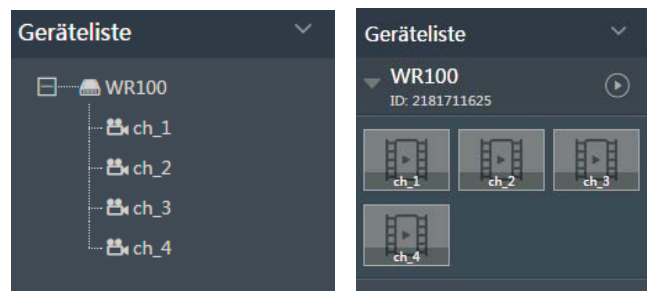 Geräteliste
WR100
ch_1
ch_2
ch_3
ch_4
Geräteliste
WR100
ID: 2181711625
ch_1 ch_2 ch_3
ch_4